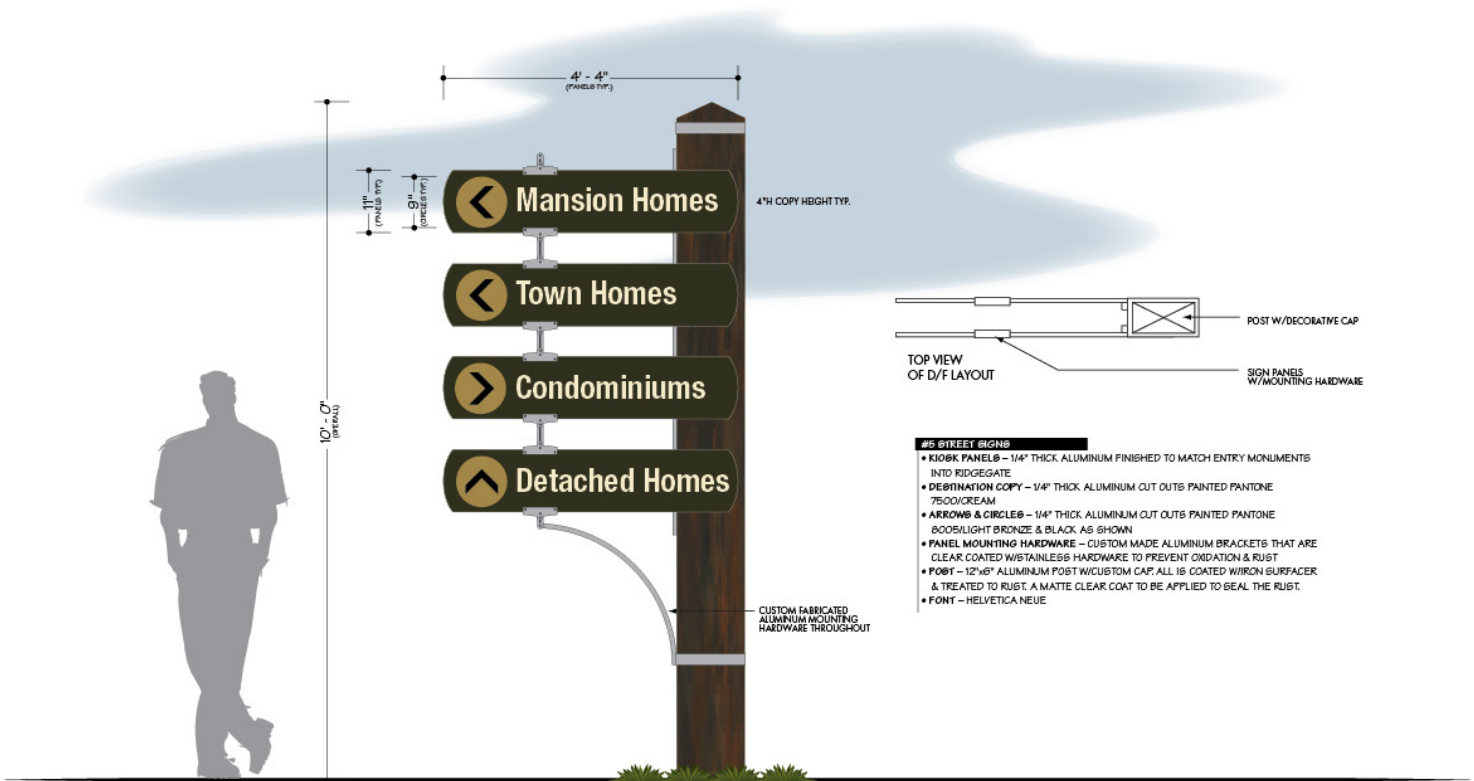 4' - 4"
(PANELS TYP.)
11"
(PANELS TYP.)
9"
(CIRCLES TYP.)
10' - 0"
(OVERALL)
Mansion Homes
Town Homes
Condominiums
Detached Homes
4"H COPY HEIGHT TYP.
CUSTOM FABRICATED
ALUMINUM MOUNTING
HARDWARE THROUGHOUT
TOP VIEW
OF D/F LAYOUT
POST W/DECORATIVE CAP
SIGN PANELS
W/MOUNTING HARDWARE
#5 STREET SIGNS
• KIOSK PANELS – 1/4" THICK ALUMINUM FINISHED TO MATCH ENTRY MONUMENTS
INTO RIDGEGATE
• DESTINATION COPY – 1/4" THICK ALUMINUM CUT OUTS PAINTED PANTONE
7500/CREAM
• ARROWS & CIRCLES – 1/4" THICK ALUMINUM CUT OUTS PAINTED PANTONE
8005/LIGHT BRONZE & BLACK AS SHOWN
• PANEL MOUNTING HARDWARE – CUSTOM MADE ALUMINUM BRACKETS THAT ARE
CLEAR COATED W/STAINLESS HARDWARE TO PREVENT OXIDATION & RUST
• POST – 12"x6" ALUMINUM POST W/CUSTOM CAP. ALL IS COATED W/IRON SURFACER
& TREATED TO RUST. A MATTE CLEAR COAT TO BE APPLIED TO SEAL THE RUST.
• FONT – HELVETICA NEUE